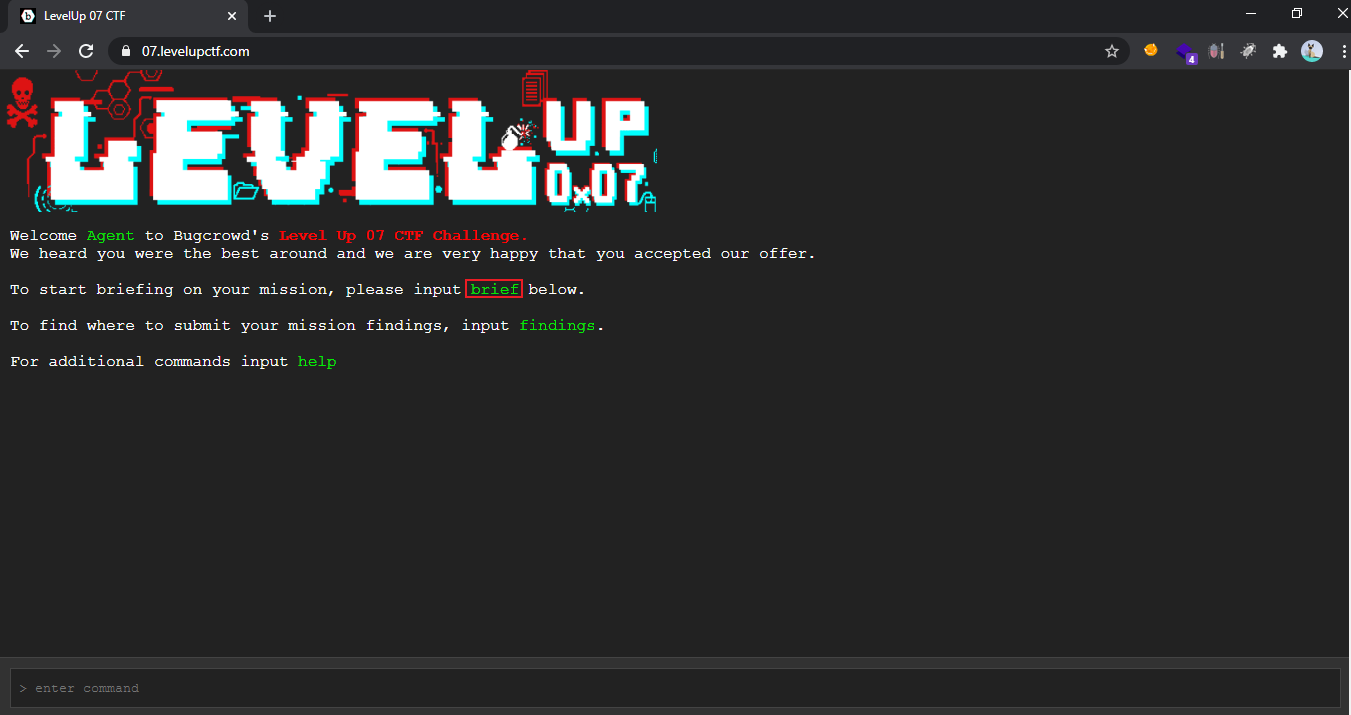 LevelUp 07 CTF
07.levelupctf.com
4
LEVEL UP
0x07
Welcome Agent to Bugcrowd's Level Up 07 CTF Challenge.
We heard you were the best around and we are very happy that you accepted our offer.
To start briefing on your mission, please input brief below.
To find where to submit your mission findings, input findings.
For additional commands input help
> enter command